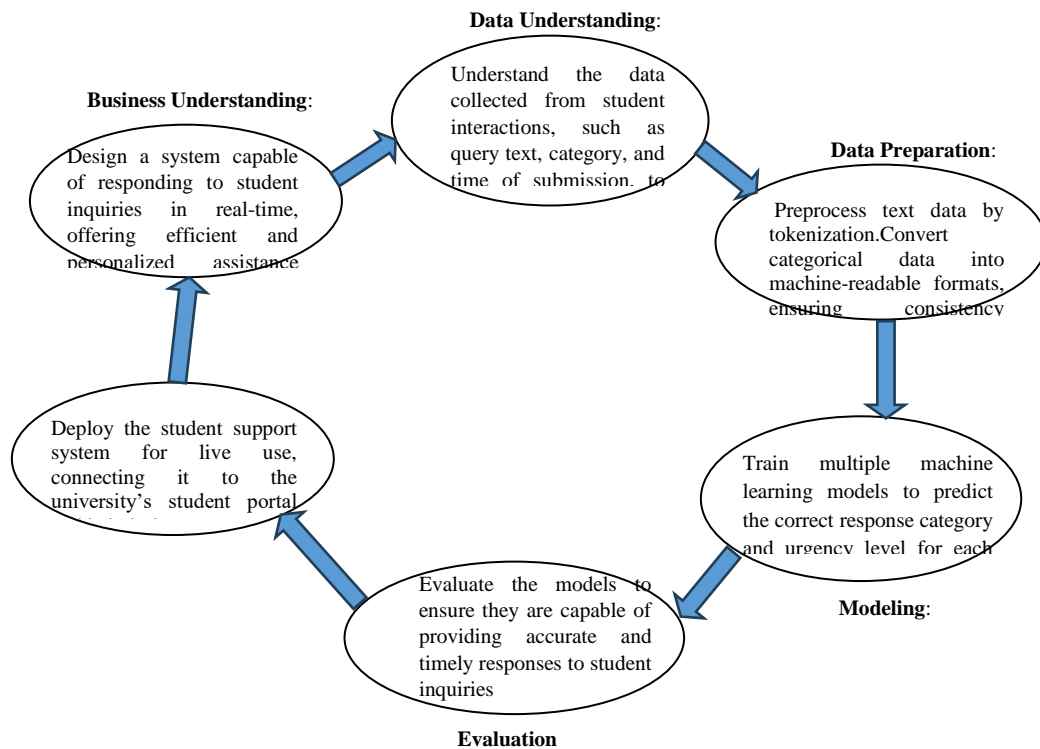 Data Understanding:
Understand the data
collected from student
interactions, such as
query text, category, and
time of submission, to
Business Understanding:
Design a system capable
of responding to student
inquiries in real-time,
offering efficient and
personalized assistance
Data Preparation:
Preprocess text data by
tokenization.Convert
categorical data into
machine-readable formats,
ensuring consistency
Train multiple machine
learning models to predict
the correct response category
and urgency level for each
Modeling:
Evaluate the models to
ensure they are capable of
providing accurate and
timely responses to student
inquiries
Evaluation
Deploy the student support
system for live use,
connecting it to the
university’s student portal